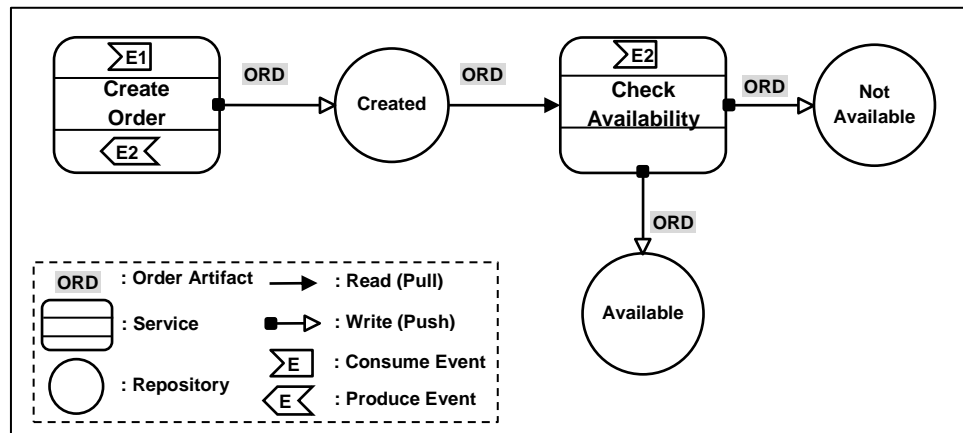 E1
Create
Order
E2
ORD
Created
ORD
E2
Check
Availability
ORD
Not
Available
ORD
Available
ORD : Order Artifact
: Read (Pull)
: Service
: Write (Push)
E : Consume Event
: Repository
E : Produce Event